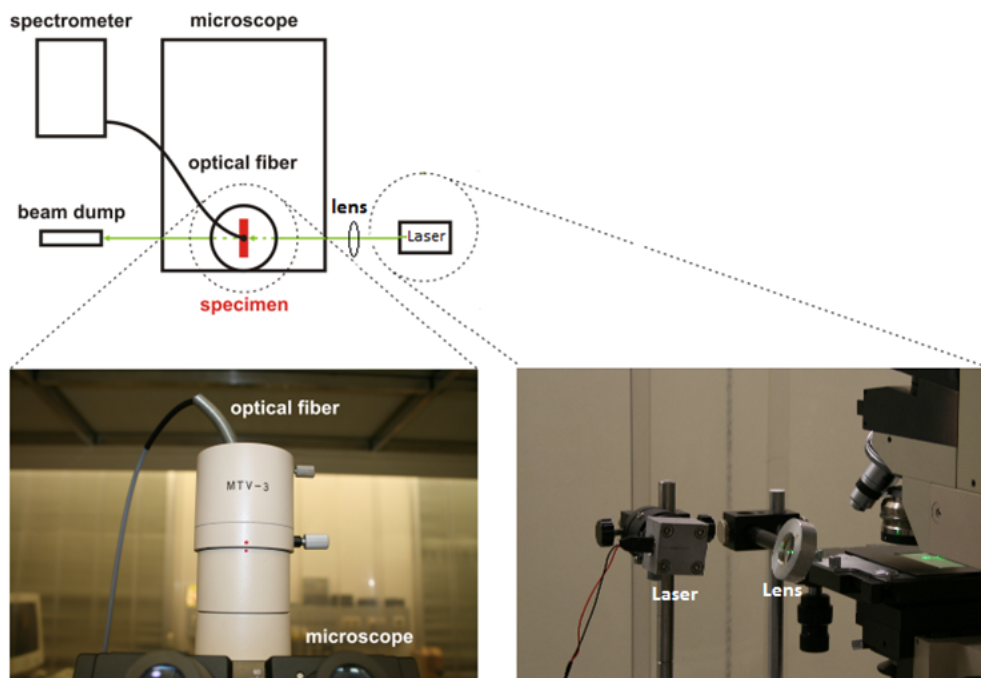 spectrometer
microscope
optical fiber
beam dump
lens
Laser
specimen
optical fiber
MTV-3
microscope
Laser
Lens